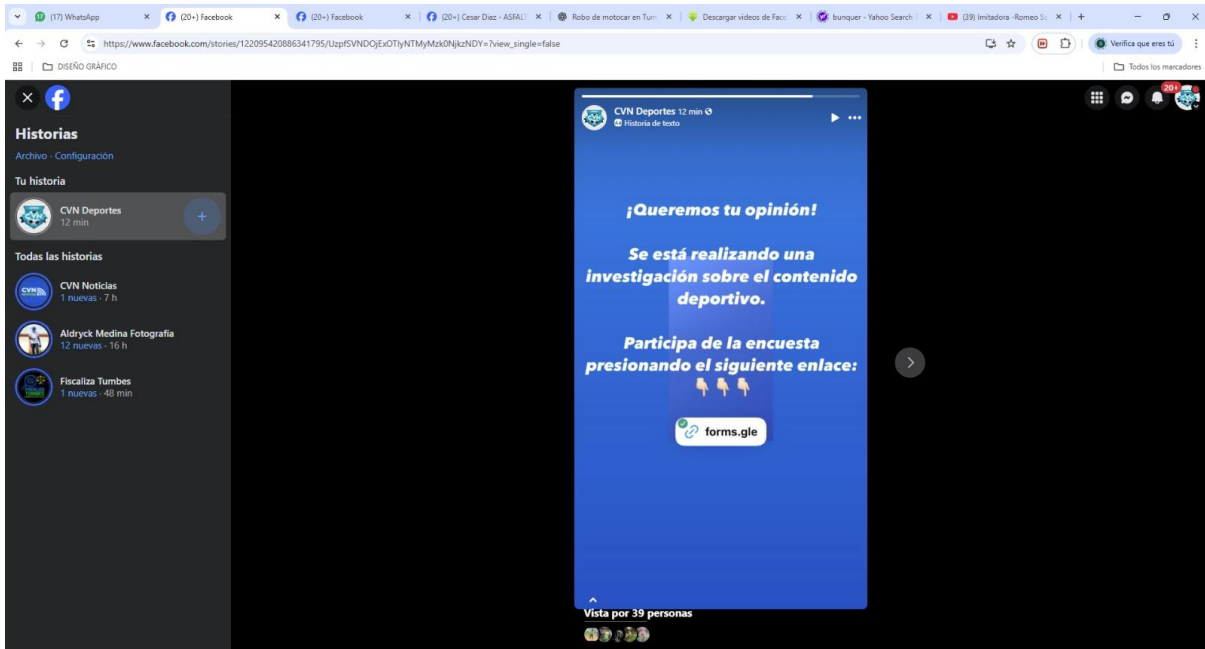 (17) WhatsApp
(20+) Facebook
(20+) Facebook
(20+) Cesar Diaz - ASFAL
Robo de motocar en Tum
Descargar videos de Face
bunquer - Yahoo Search
(39) Imitadora -Romeo S
https://www.facebook.com/stories/122095420886341795/UzpfSVNDOjExOTIyNTMyMzk0NjkzNDY=?view_single=false
Verifica que eres tú
DISEÑO GRÁFICO
Todos los marcadores
Historias
Archivo · Configuración
Tu historia
CVN Deportes
12 min
Todas las historias
CVN Noticias
1 nuevas · 7 h
Aldryck Medina Fotografia
12 nuevas · 16 h
Fiscaliza Tumbes
1 nuevas · 48 min
CVN Deportes 12 min
Historia de texto
¡Queremos tu opinión!
Se está realizando una
investigación sobre el contenido
deportivo.
Participa de la encuesta
presionando el siguiente enlace:
forms.gle
Vista por 39 personas
20+